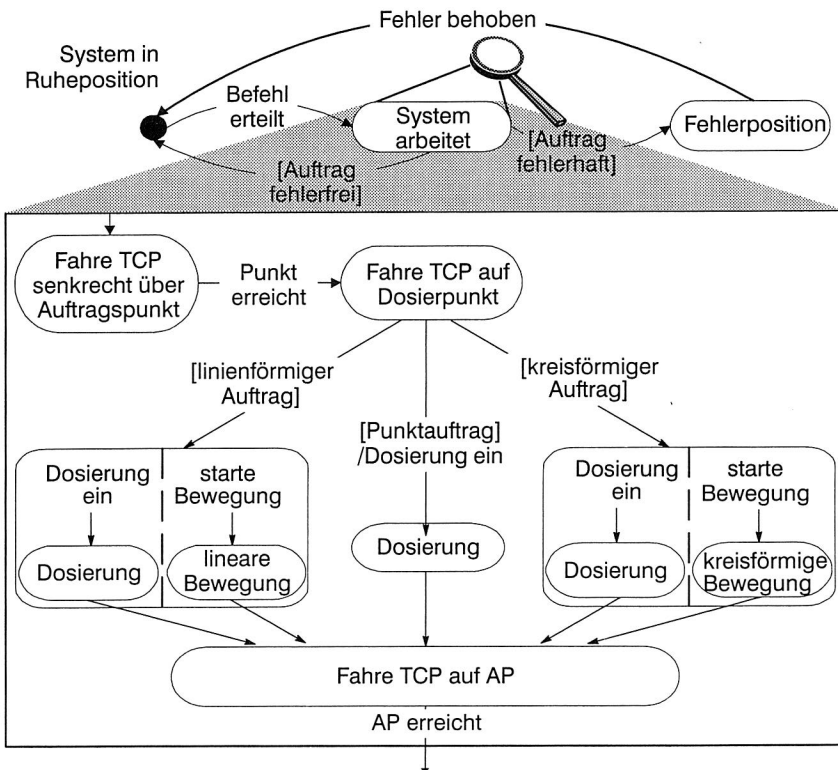 Fehler behoben
System in
Ruheposition
Befehl
erteilt
System
arbeitet
[Auftrag
fehlerhaft]
Fehlerposition
[Auftrag
fehlerfrei]
Fahre TCP
senkrecht über
Auftragspunkt
Punkt
erreicht
Fahre TCP auf
Dosierpunkt
[linienförmiger
Auftrag]
[Punktauftrag]
/Dosierung ein
[kreisförmiger
Auftrag]
Dosierung
ein
starte
Bewegung
Dosierung
lineare
Bewegung
Dosierung
Dosierung
ein
starte
Bewegung
Dosierung
kreisförmige
Bewegung
Fahre TCP auf AP
AP erreicht